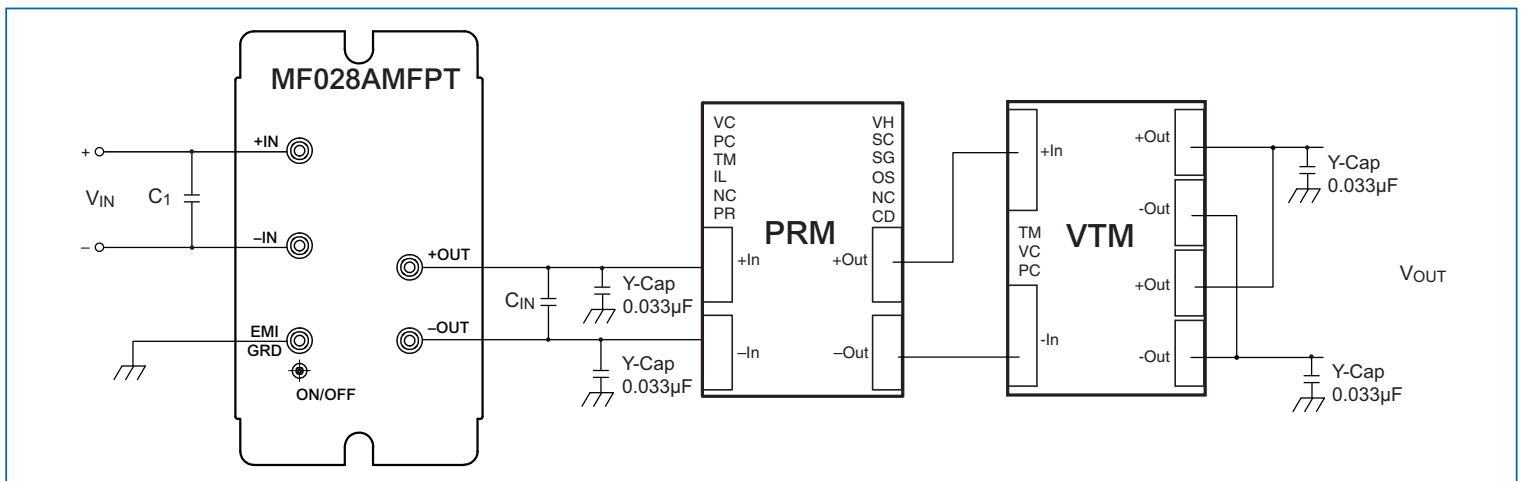 MF028AMFPT
+IN
+
VIN
C1
–
–IN
+OUT
–OUT
EMI
GRD
ON/OFF
CIN
Y-Cap
0.033µF
Y-Cap
0.033µF
VC
PC
TM
IL
NC
PR
VH
SC
SG
OS
NC
CD
PRM
+In
–In
+Out
–Out
+In
TM
VC
PC
-In
VTM
+Out
-Out
+Out
-Out
Y-Cap
0.033µF
VOUT
Y-Cap
0.033µF